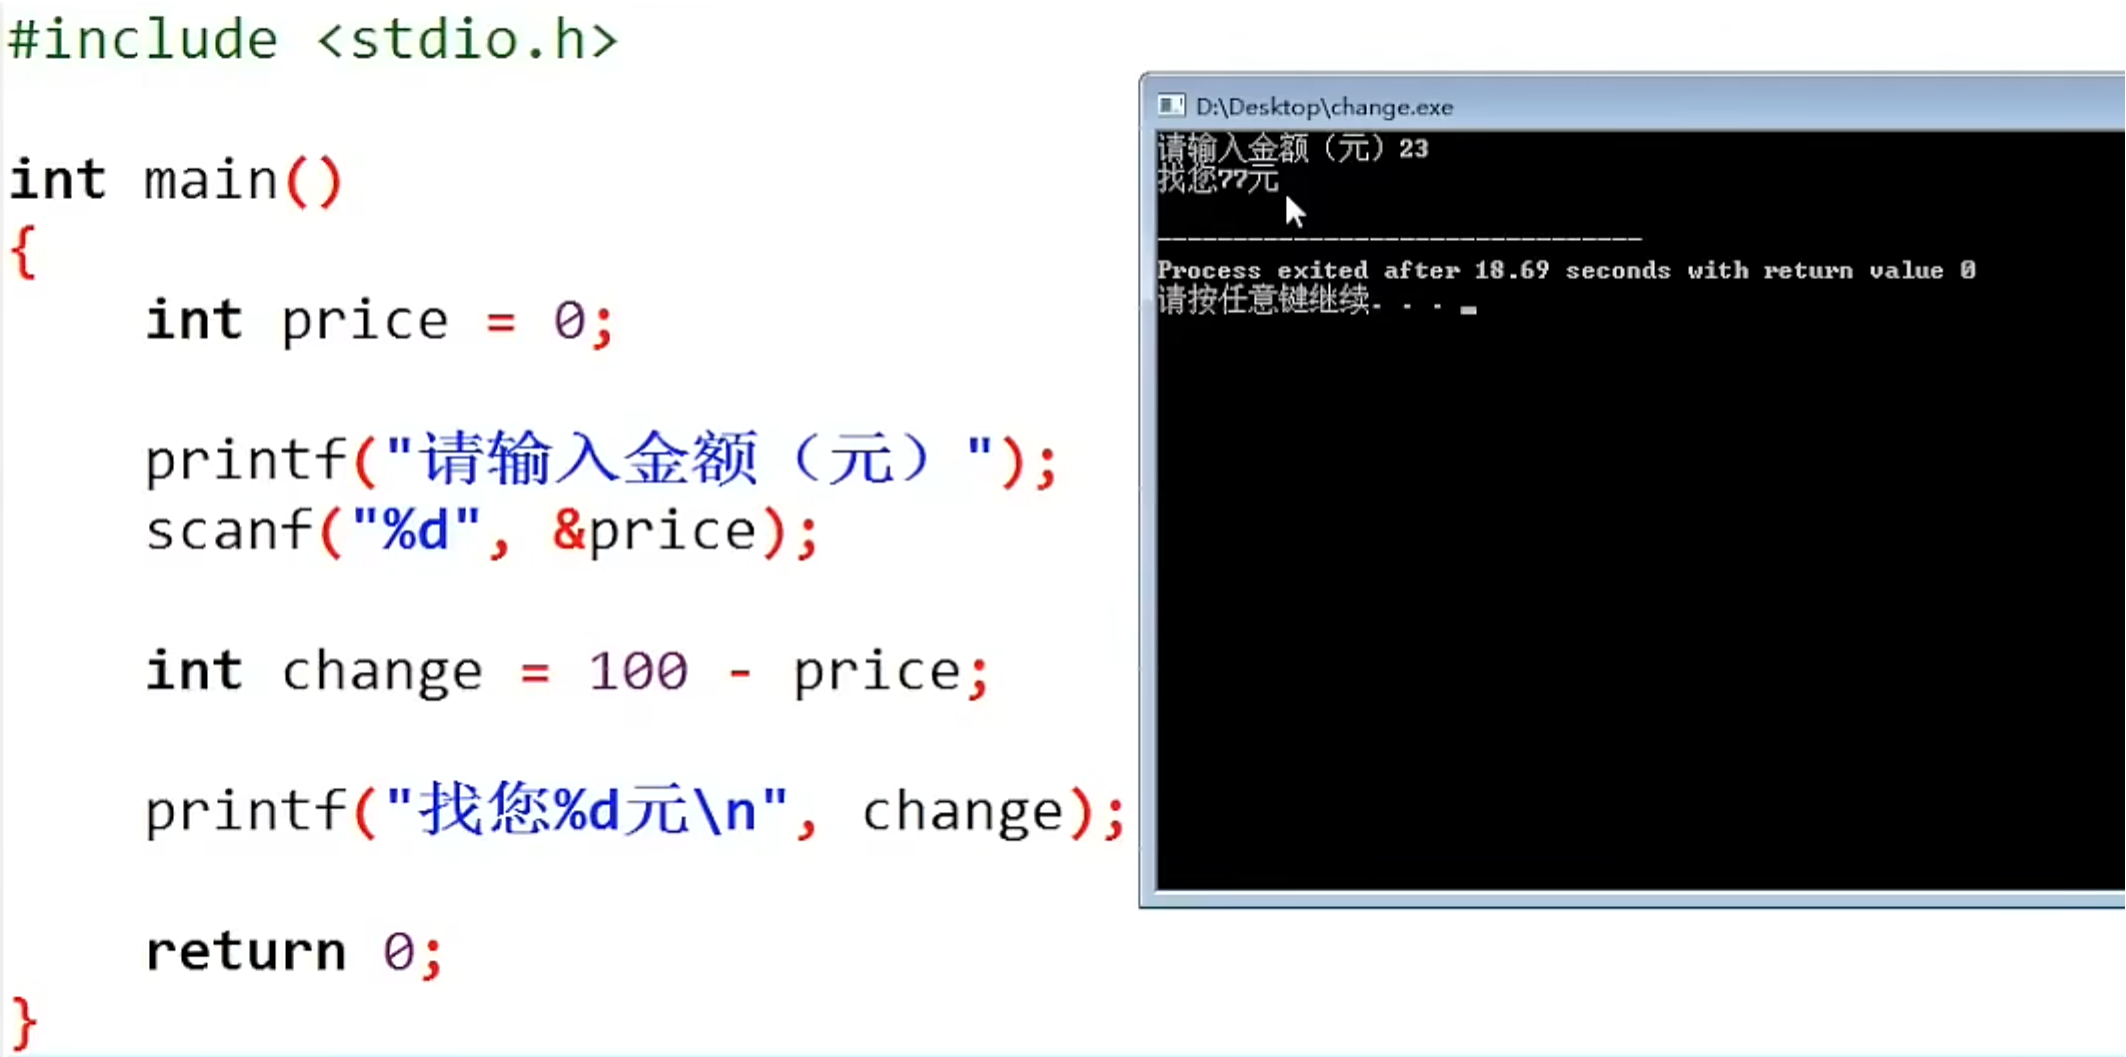 #include <stdio.h>
int main()
{
int price = 0;
printf("请输入金额（元）");
scanf("%d", &price);
int change = 100 - price;
printf("找您%d元\n", change);
return 0;
}
D:\Desktop\change.exe
请输入金额（元）23
找您77元
--------------------------------
Process exited after 18.69 seconds with return value 0
请按任意键继续. . .